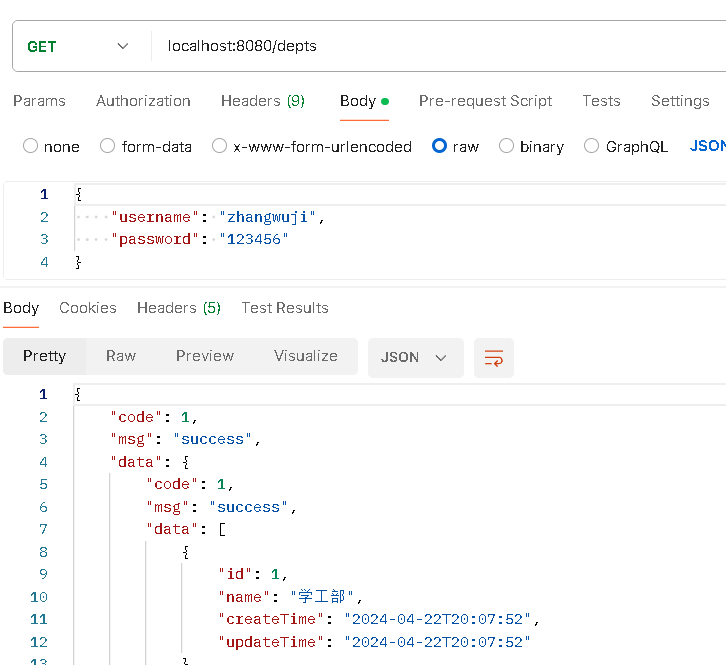 GET localhost:8080/depts
Params Authorization Headers (9) Body Pre-request Script Tests Settings
none form-data x-www-form-urlencoded raw binary GraphQL JSON
1 {
2 "username": "zhangwuji",
3 "password": "123456"
4 }
Body Cookies Headers (5) Test Results
Pretty Raw Preview Visualize JSON
1 {
2 "code": 1,
3 "msg": "success",
4 "data": {
5 "code": 1,
6 "msg": "success",
7 "data": [
8 {
9 "id": 1,
10 "name": "学工部",
11 "createTime": "2024-04-22T20:07:52",
12 "updateTime": "2024-04-22T20:07:52"
13 }